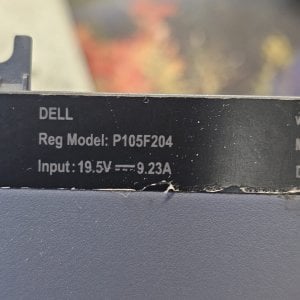 DELL
Reg Model: P105F204
Input: 19.5V⎓9.23A